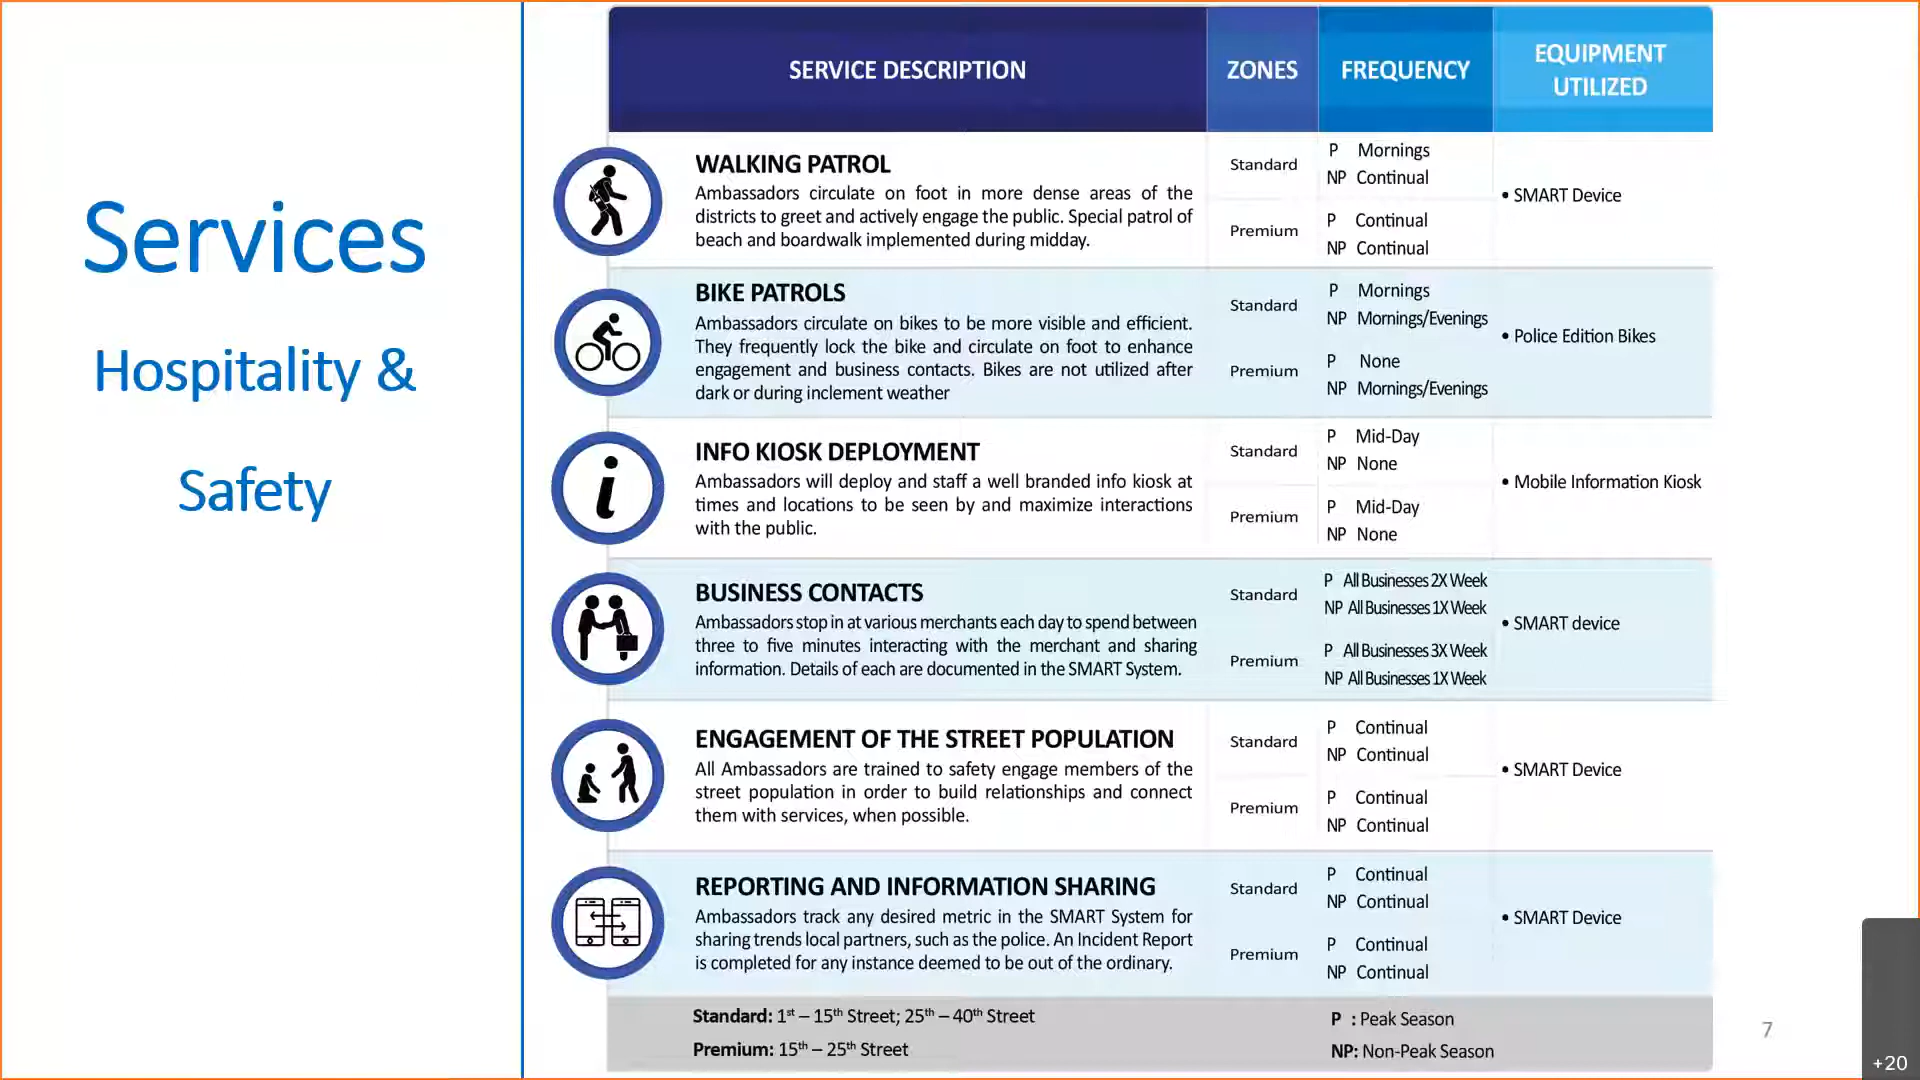 Services
Hospitality &
Safety
SERVICE DESCRIPTION
ZONES
FREQUENCY
EQUIPMENT
UTILIZED
WALKING PATROL
Ambassadors circulate on foot in more dense areas of the
districts to greet and actively engage the public. Special patrol of
beach and boardwalk implemented during midday.
Standard
P Mornings
NP Continual
Premium
P Continual
NP Continual
• SMART Device
BIKE PATROLS
Ambassadors circulate on bikes to be more visible and efficient.
They frequently lock the bike and circulate on foot to enhance
engagement and business contacts. Bikes are not utilized after
dark or during inclement weather
Standard
P Mornings
NP Mornings/Evenings
Premium
P None
NP Mornings/Evenings
• Police Edition Bikes
INFO KIOSK DEPLOYMENT
Ambassadors will deploy and staff a well branded info kiosk at
times and locations to be seen by and maximize interactions
with the public.
Standard
P Mid-Day
NP None
Premium
P Mid-Day
NP None
• Mobile Information Kiosk
BUSINESS CONTACTS
Ambassadors stop in at various merchants each day to spend between
three to five minutes interacting with the merchant and sharing
information. Details of each are documented in the SMART System.
Standard
P All Businesses 2X Week
NP All Businesses 1X Week
Premium
P All Businesses 3X Week
NP All Businesses 1X Week
• SMART device
ENGAGEMENT OF THE STREET POPULATION
All Ambassadors are trained to safety engage members of the
street population in order to build relationships and connect
them with services, when possible.
Standard
P Continual
NP Continual
Premium
P Continual
NP Continual
• SMART Device
REPORTING AND INFORMATION SHARING
Ambassadors track any desired metric in the SMART System for
sharing trends local partners, such as the police. An Incident Report
is completed for any instance deemed to be out of the ordinary.
Standard
P Continual
NP Continual
Premium
P Continual
NP Continual
• SMART Device
Standard: 1st – 15th Street; 25th – 40th Street
Premium: 15th – 25th Street
P : Peak Season
NP: Non-Peak Season
7
+20